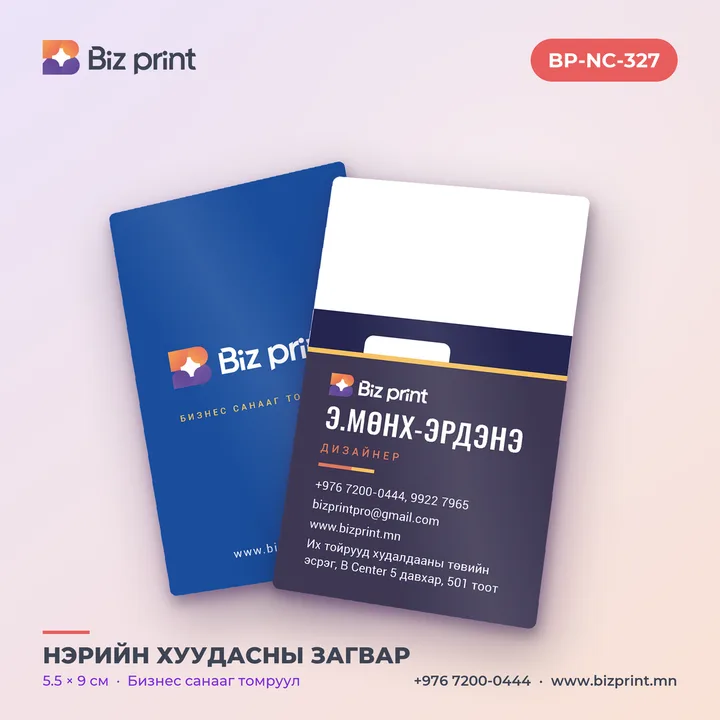 Biz print
BP-NC-327
Biz pri
БИЗНЕС САНААГ ТО
www.bi
Biz print
Э.МӨНХ-ЭРДЭНЭ
ДИЗАЙНЕР
+976 7200-0444, 9922 7965
bizprintpro@gmail.com
www.bizprint.mn
Их тойрууд худалдааны төвийн
эсрэг, B Center 5 давхар, 501 тоот
НЭРИЙН ХУУДАСНЫ ЗАГВАР
5.5 × 9 см · Бизнес санааг томруул
+976 7200-0444 · www.bizprint.mn